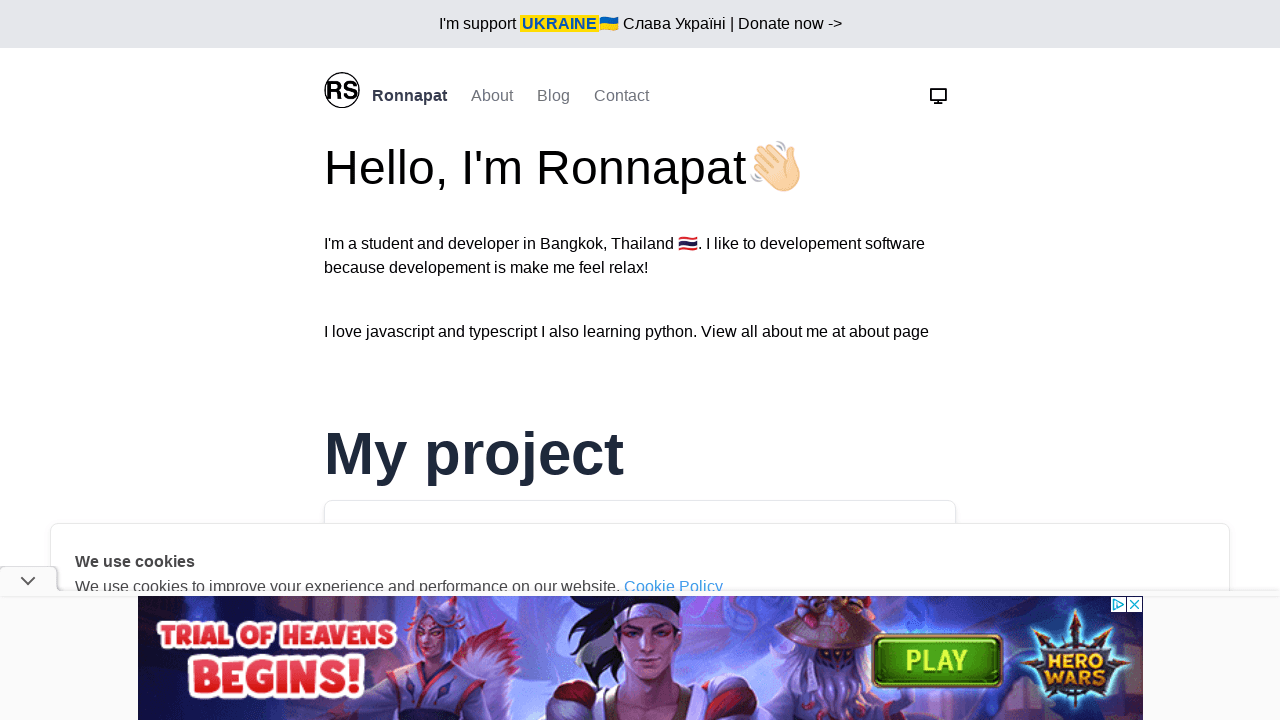 I'm support UKRAINE🇺🇦 Слава Україні | Donate now ->
RS Ronnapat About Blog Contact
Hello, I'm Ronnapat👋🏻
I'm a student and developer in Bangkok, Thailand 🇹🇭. I like to developement software
because developement is make me feel relax!
I love javascript and typescript I also learning python. View all about me at about page
My project
We use cookies
We use cookies to improve your experience and performance on our website. Cookie Policy
TRIAL OF HEAVENS
BEGINS!
PLAY
HERO
WARS